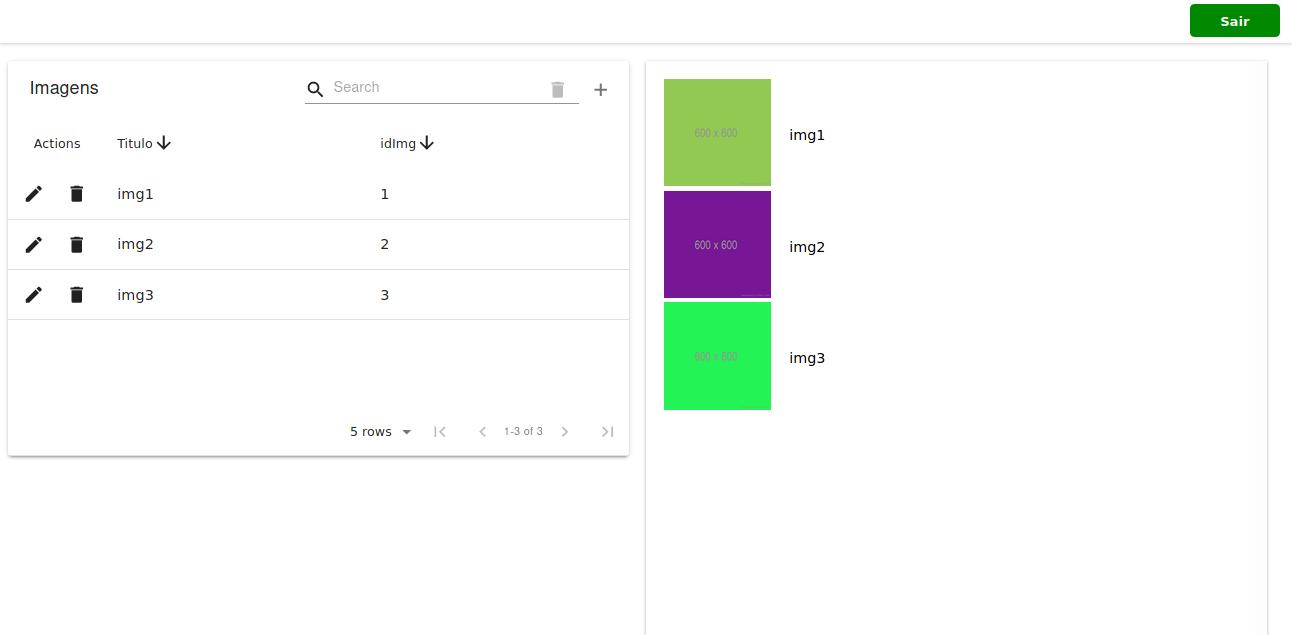 Sair
Imagens
Search
Actions Titulo idImg
img1 1
img2 2
img3 3
5 rows 1-3 of 3
600 x 600 img1
600 x 600 img2
600 x 600 img3